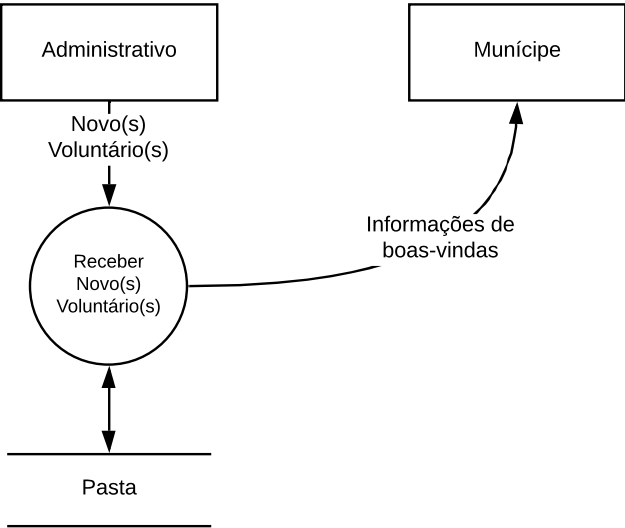 Administrativo
Munícipe
Novo(s)
Voluntário(s)
Informações de
boas-vindas
Receber
Novo(s)
Voluntário(s)
Pasta